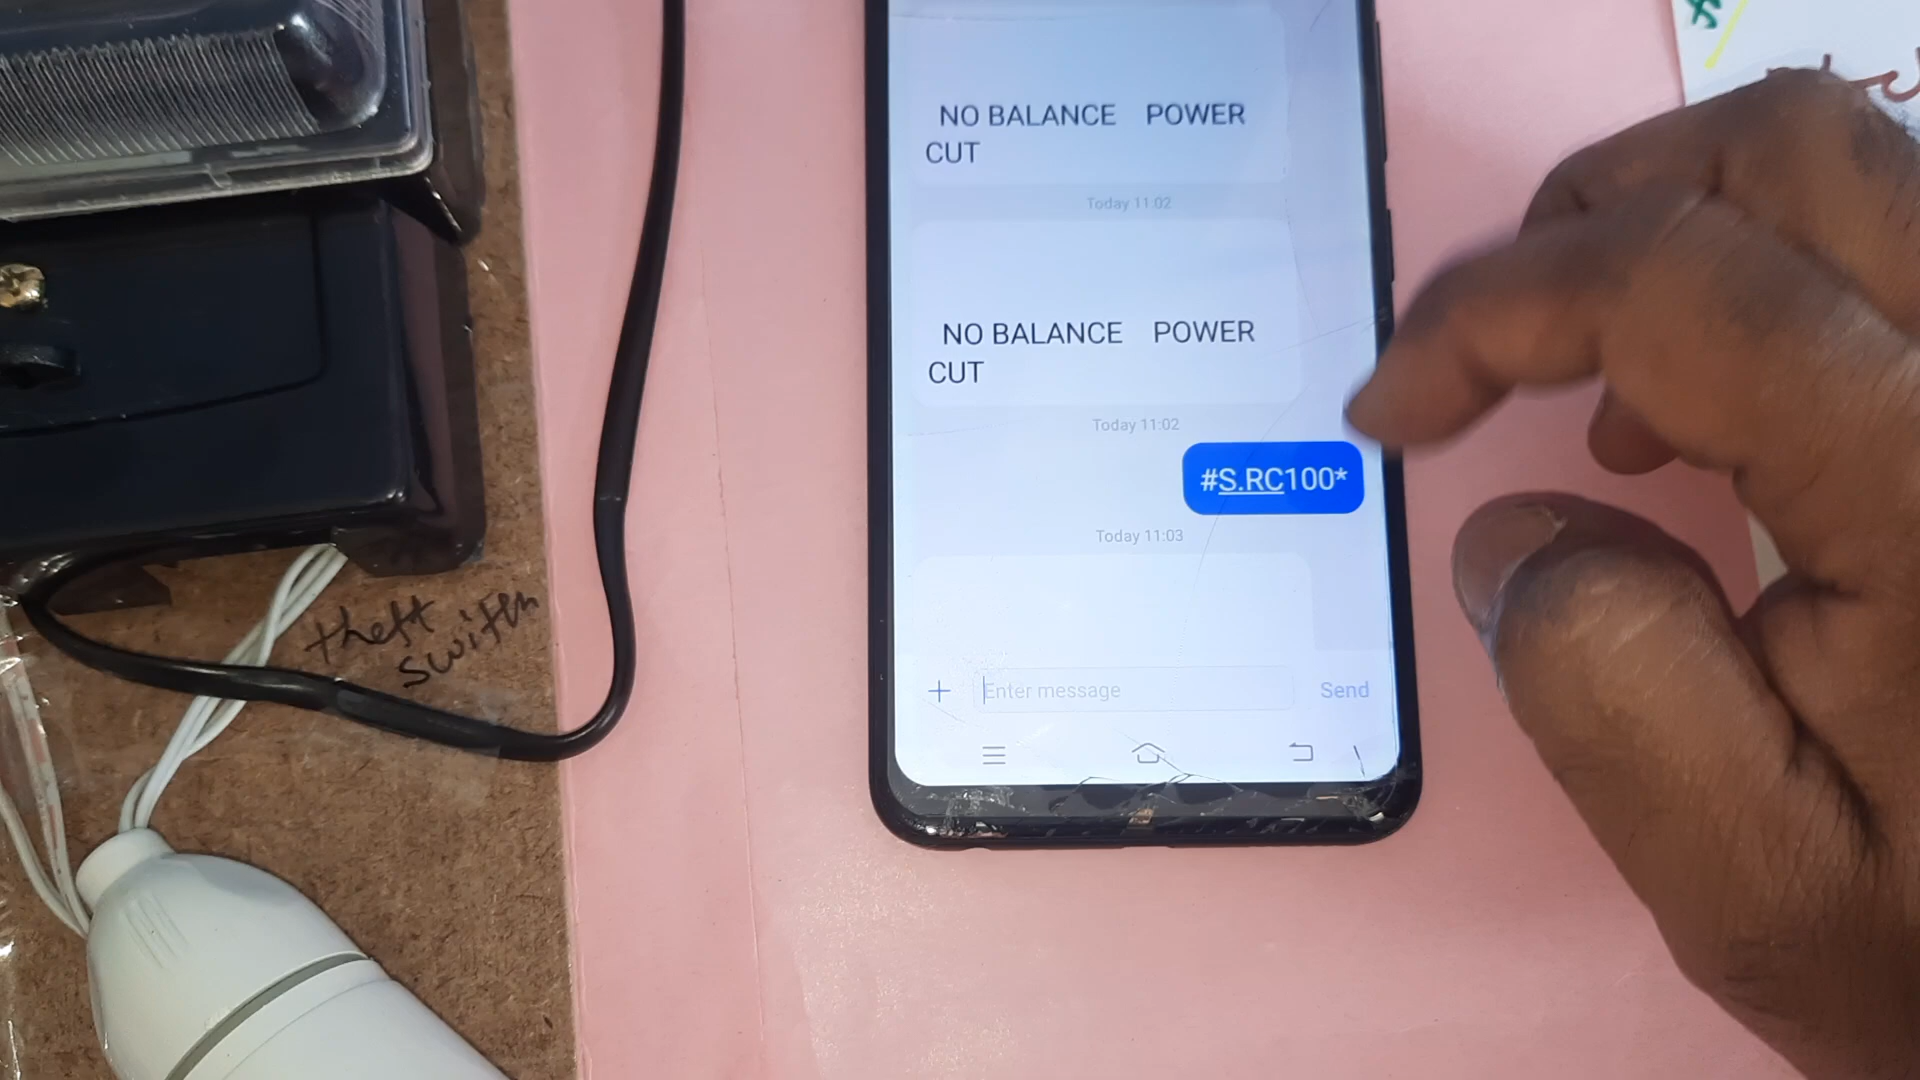 NO BALANCE POWER
CUT
Today 11:02
NO BALANCE POWER
CUT
Today 11:02
#S.RC100*
Today 11:03
Enter message
Send
theft